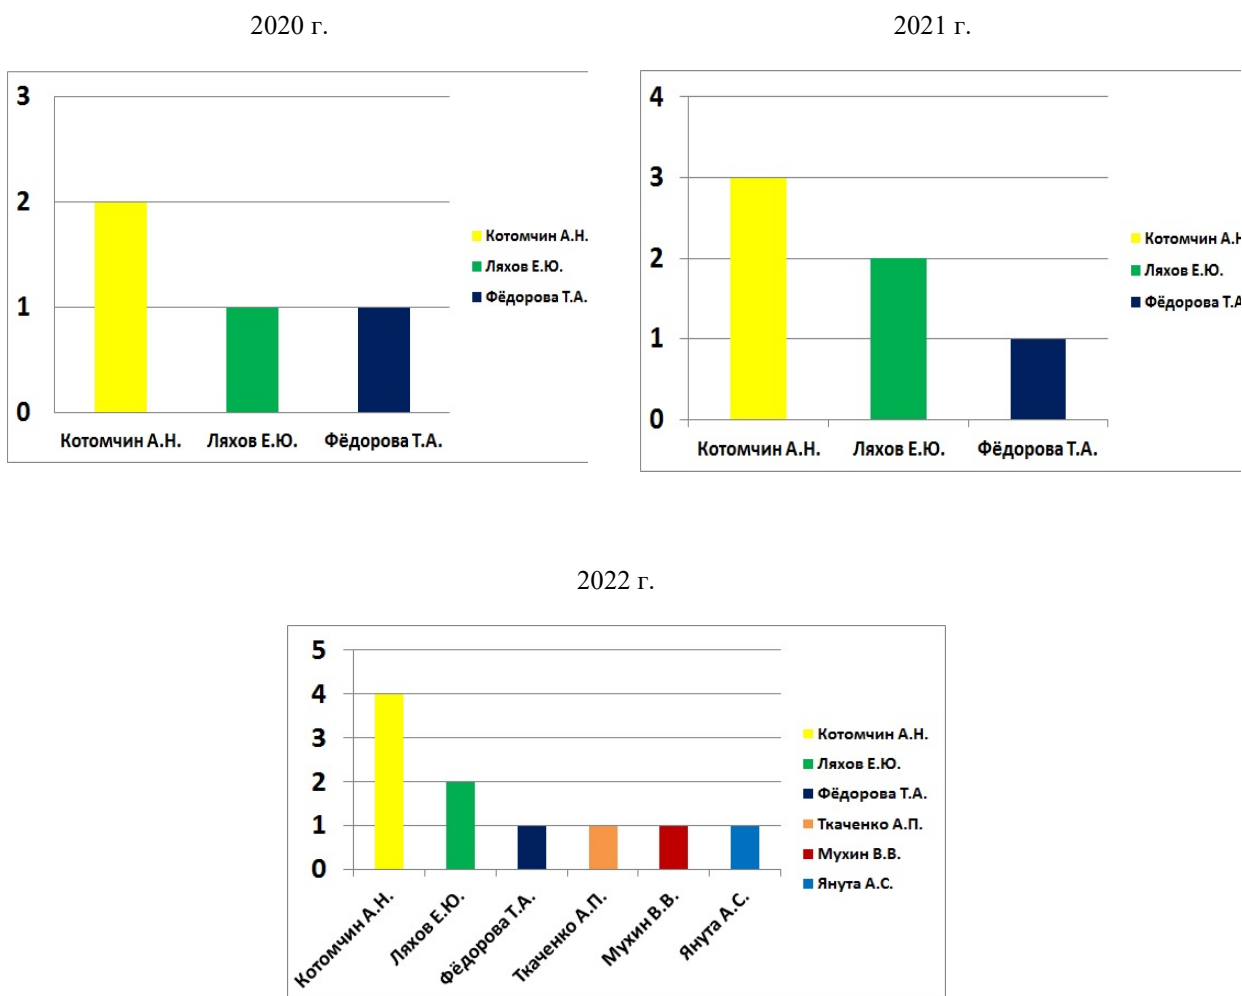 2020 г.
3
2
1
0
Котомчин А.Н.
Ляхов Е.Ю.
Фёдорова Т.А.
Котомчин А.Н.
Ляхов Е.Ю.
Фёдорова Т.А.
2021 г.
4
3
2
1
0
Котомчин А.Н.
Ляхов Е.Ю.
Фёдорова Т.А.
Котомчин А.Н
Ляхов Е.Ю.
Фёдорова Т.А
2022 г.
5
4
3
2
1
0
Котомчин А.Н.
Ляхов Е.Ю.
Фёдорова Т.А.
Ткаченко А.П.
Мухин В.В.
Янута А.С.
Котомчин А.Н.
Ляхов Е.Ю.
Фёдорова Т.А.
Ткаченко А.П.
Мухин В.В.
Янута А.С.